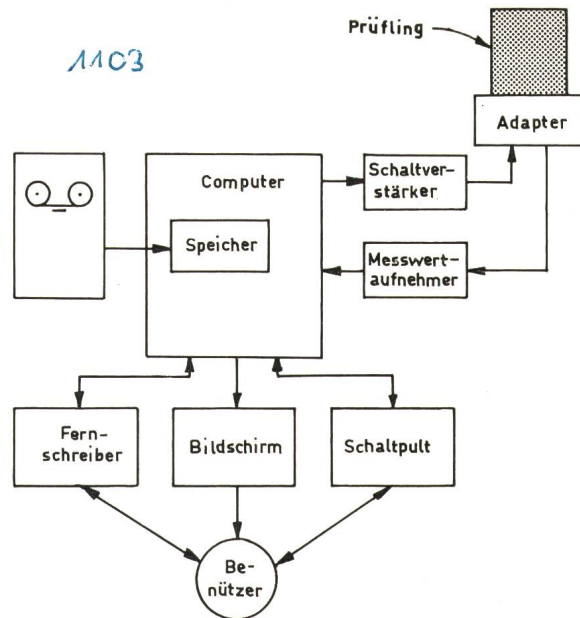 1103
Prüfling
Adapter
Computer
Schaltver-
stärker
Speicher
Messwert-
aufnehmer
Fern-
schreiber
Bildschirm
Schaltpult
Be-
nützer